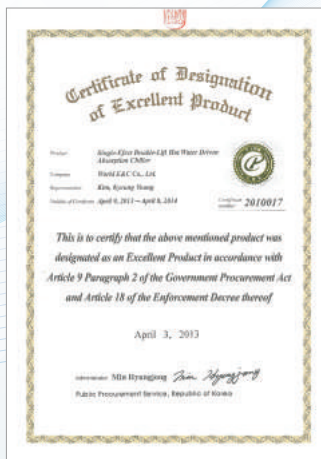 Certificate of Designation
of Excellent Product
Product
Single-Effect Double-Lift Hot Water Driven
Absorption Chiller
Company
World E&C Co., Ltd.
Representative
Kim, Kyoung Young
April 9, 2013 ~ April 8, 2014
Certificate
number 2010017
This is to certify that the above mentioned product was
designated as an Excellent Product in accordance with
Article 9 Paragraph 2 of the Government Procurement Act
and Article 18 of the Enforcement Decree thereof
April 3, 2013
Administrator Min Hyungjong
Public Procurement Service, Republic of Korea